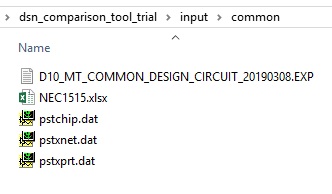 dsn_comparison_tool_trial > input > common
Name
D10_MT_COMMON_DESIGN_CIRCUIT_20190308.EXP
NEC1515.xlsx
pstchip.dat
pstxnet.dat
pstxprt.dat